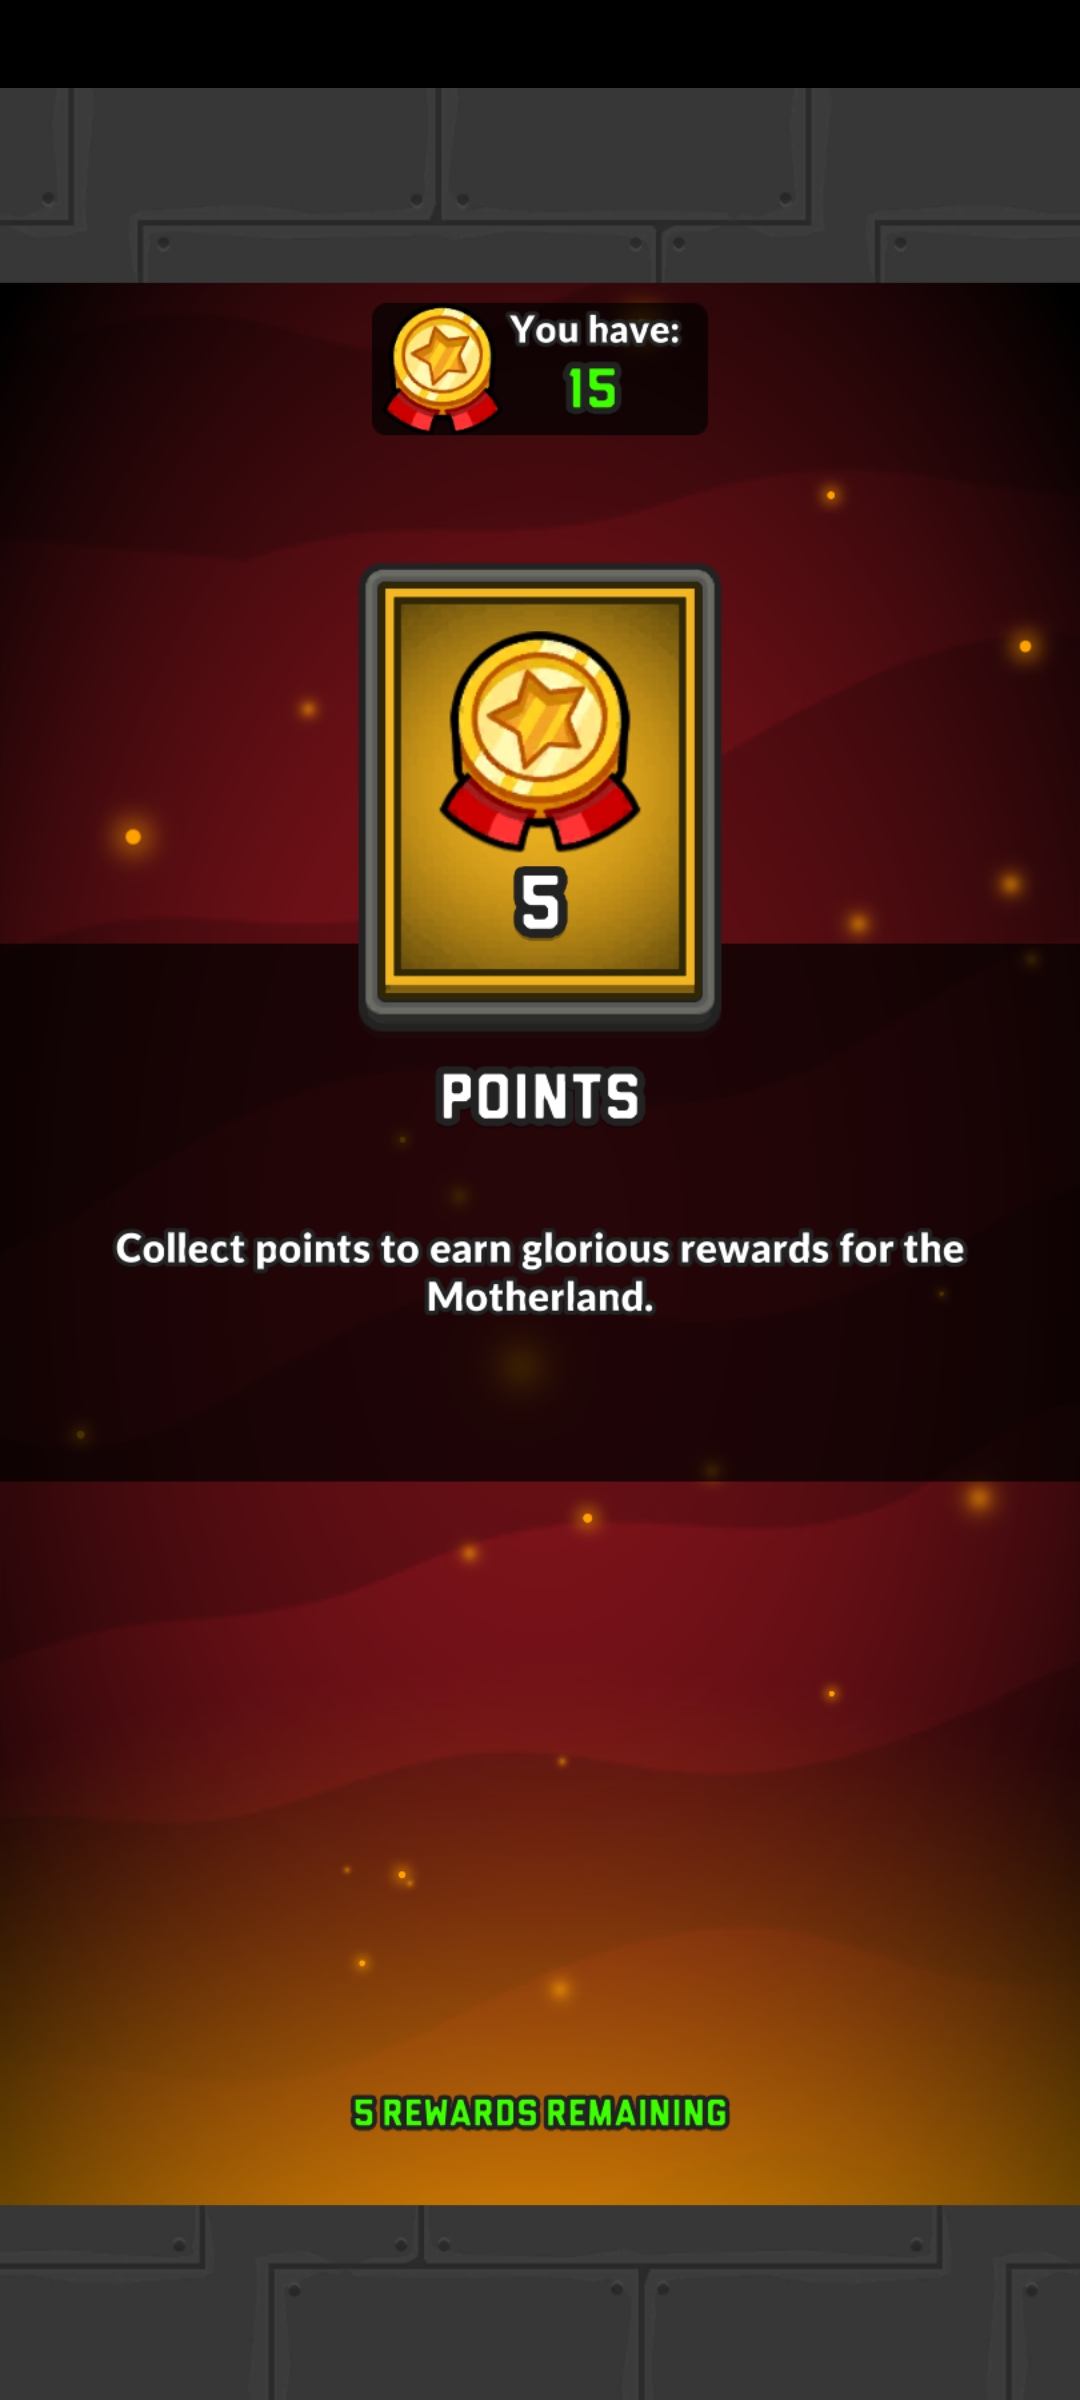 You have:
15
5
POINTS
Collect points to earn glorious rewards for the
Motherland.
5 REWARDS REMAINING